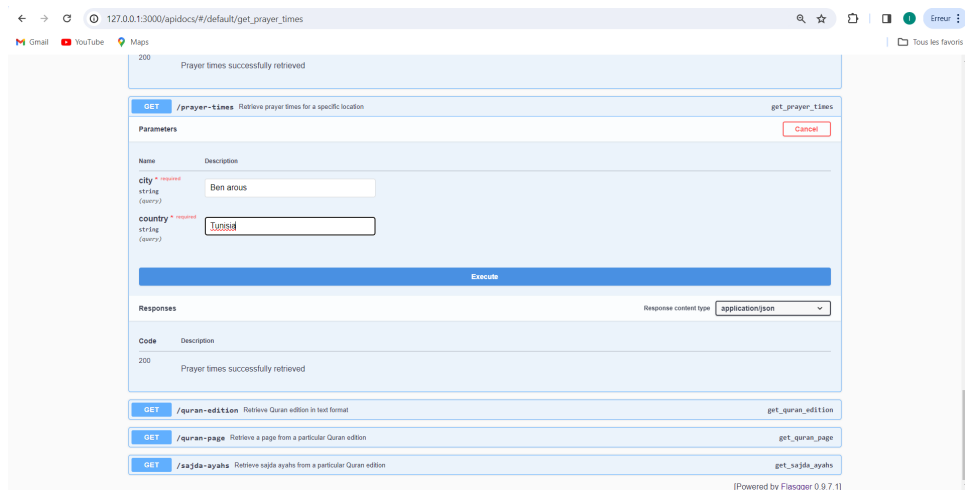 127.0.0.1:3000/apidocs/#/default/get_prayer_times
Erreur
Gmail YouTube Maps Tous les favoris
200
Prayer times successfully retrieved
GET /prayer-times Retrieve prayer times for a specific location get_prayer_times
Parameters Cancel
Name Description
city * required
string
(query)
Ben arous
country * required
string
(query)
Tunisia
Execute
Responses Response content type application/json
Code Description
200
Prayer times successfully retrieved
GET /quran-edition Retrieve Quran edition in text format get_quran_edition
GET /quran-page Retrieve a page from a particular Quran edition get_quran_page
GET /sajda-ayahs Retrieve sajda ayahs from a particular Quran edition get_sajda_ayahs
[Powered by Flasgger 0.9.7.1]